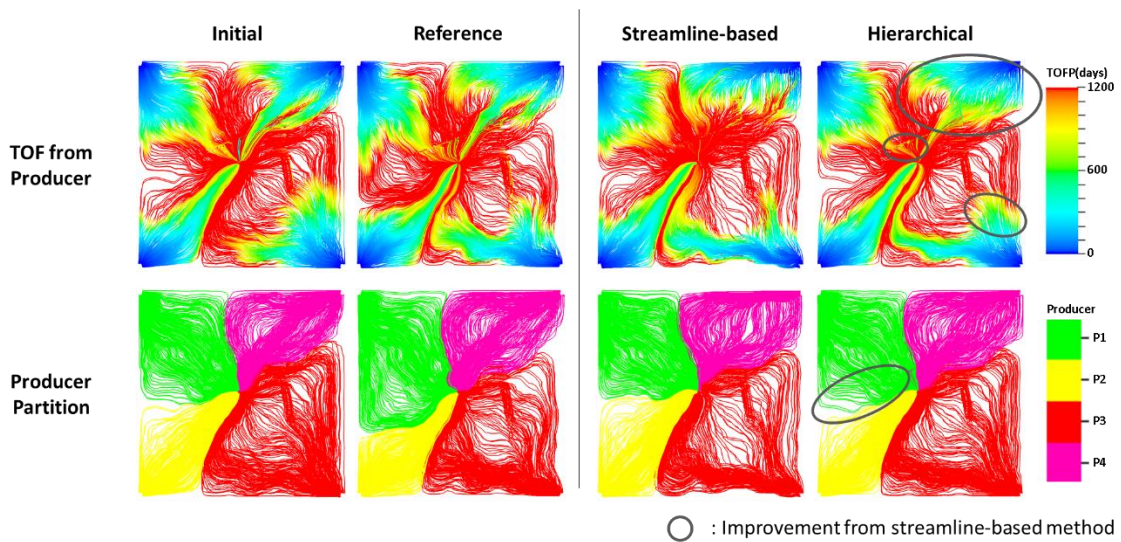 Initial
Reference
Streamline-based
Hierarchical
TOF from
Producer
TOFP(days)
1200
600
0
Producer
Partition
Producer
P1
P2
P3
P4
: Improvement from streamline-based method